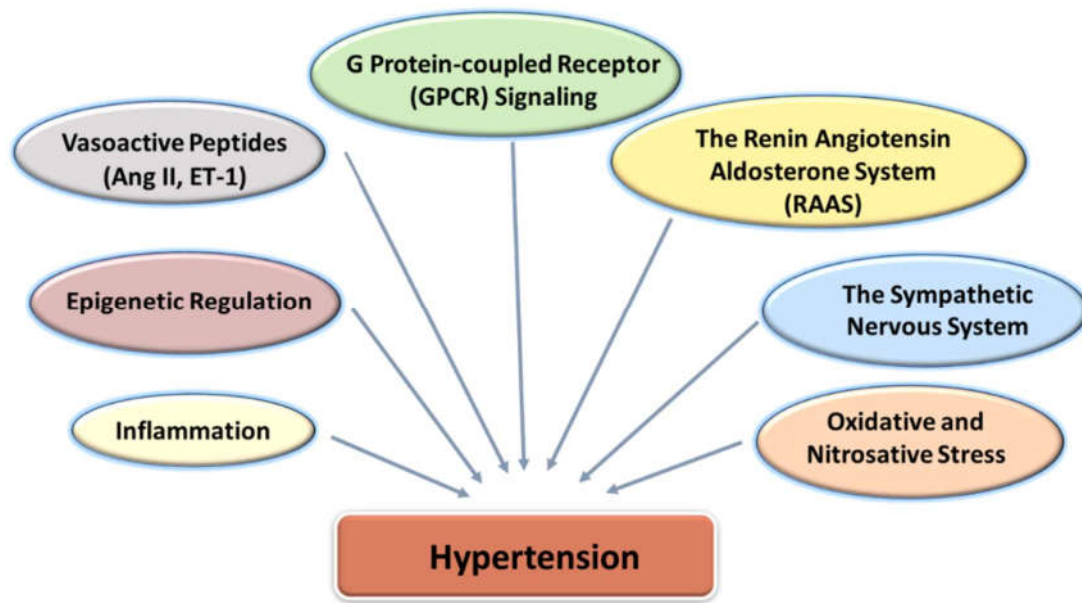 G Protein-coupled Receptor
(GPCR) Signaling
Vasoactive Peptides
(Ang II, ET-1)
The Renin Angiotensin
Aldosterone System
(RAAS)
Epigenetic Regulation
The Sympathetic
Nervous System
Inflammation
Oxidative and
Nitrosative Stress
Hypertension